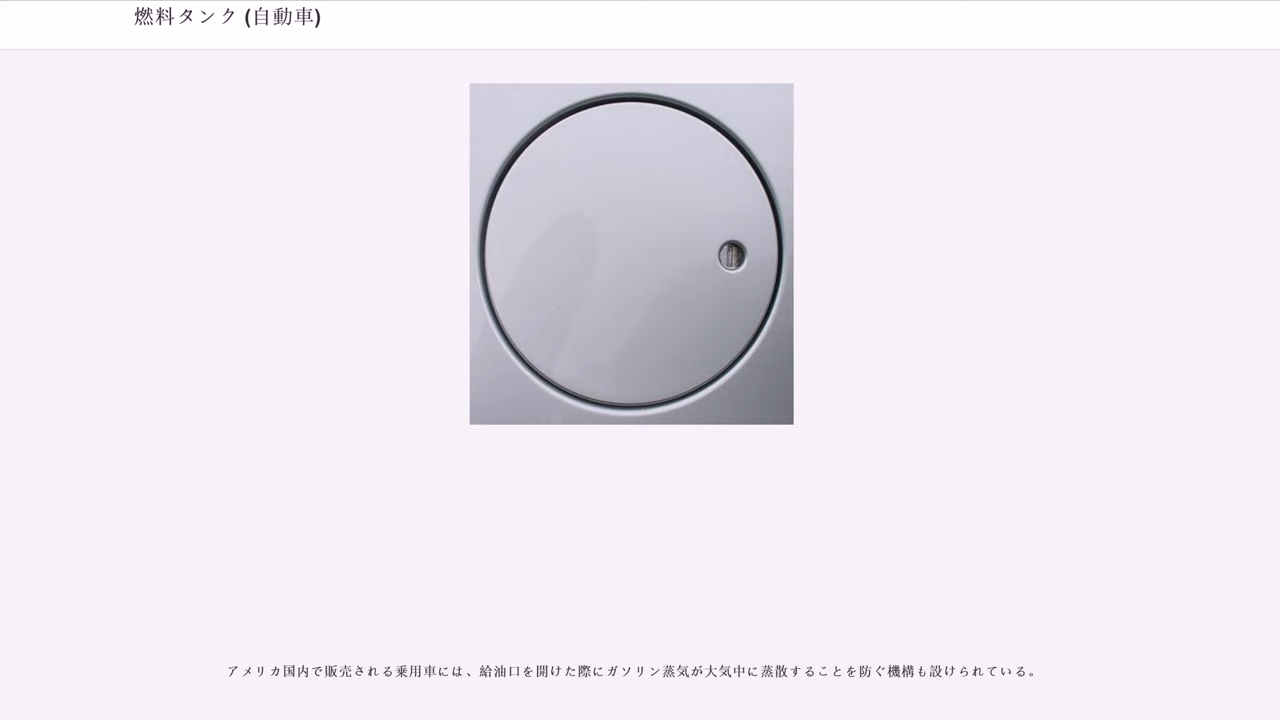 燃料タンク (自動車)
アメリカ国内で販売される乗用車には、給油口を開けた際にガソリン蒸気が大気中に蒸散することを防ぐ機構も設けられている。